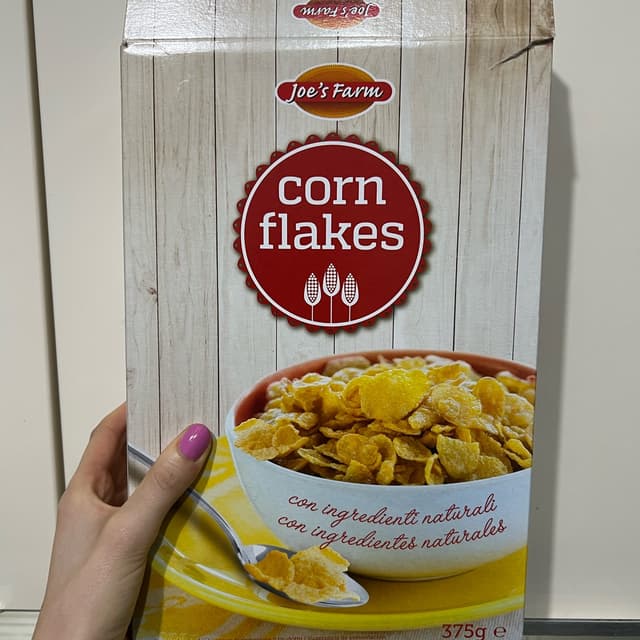 Joe's Farm
Joe's Farm
corn
flakes
con ingredienti naturali
con ingredientes naturales
375g e